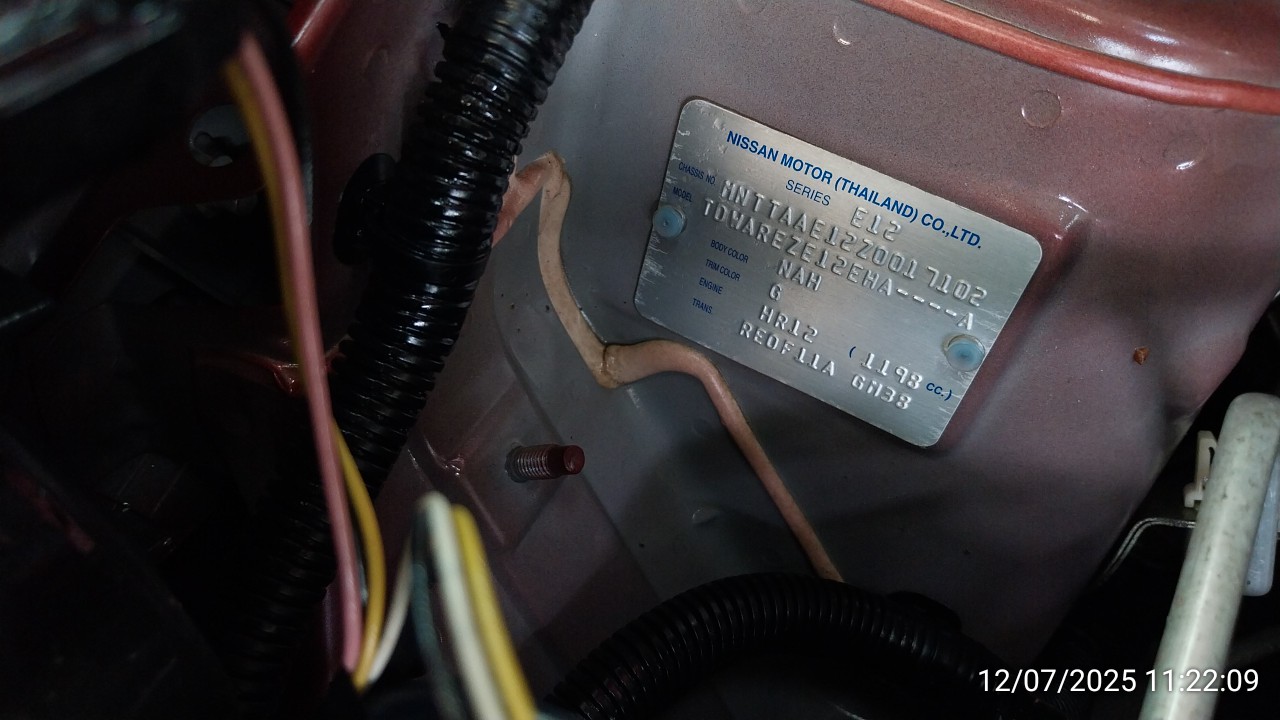 NISSAN MOTOR (THAILAND) CO.,LTD.
SERIES E12
CHASSIS NO. MNTTAAE12Z0017102
MODEL TDWAREZE12EHA----A
BODY COLOR NAH
TRIM COLOR G
ENGINE HR12 (1198 CC.)
TRANS. RE0F11A GM38
12/07/2025 11:22:09